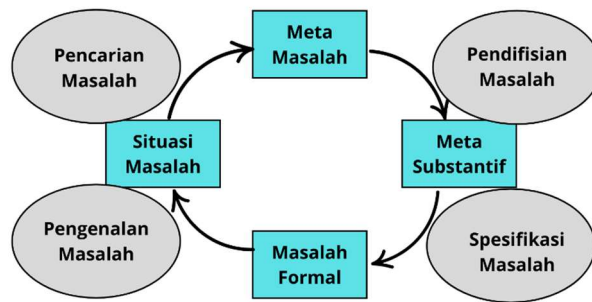 Pencarian
Masalah
Meta
Masalah
Pendifisian
Masalah
Situasi
Masalah
Meta
Substantif
Pengenalan
Masalah
Masalah
Formal
Spesifikasi
Masalah